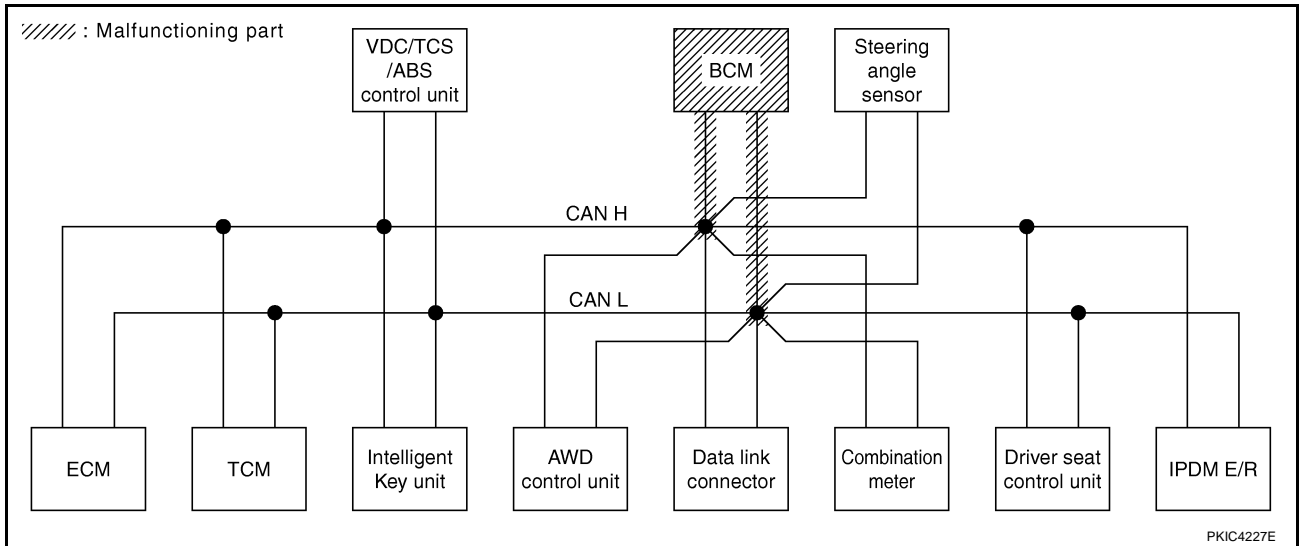 : Malfunctioning part
VDC/TCS
/ABS
control unit
BCM
Steering
angle
sensor
CAN H
CAN L
ECM
TCM
Intelligent
Key unit
AWD
control unit
Data link
connector
Combination
meter
Driver seat
control unit
IPDM E/R
PKIC4227E